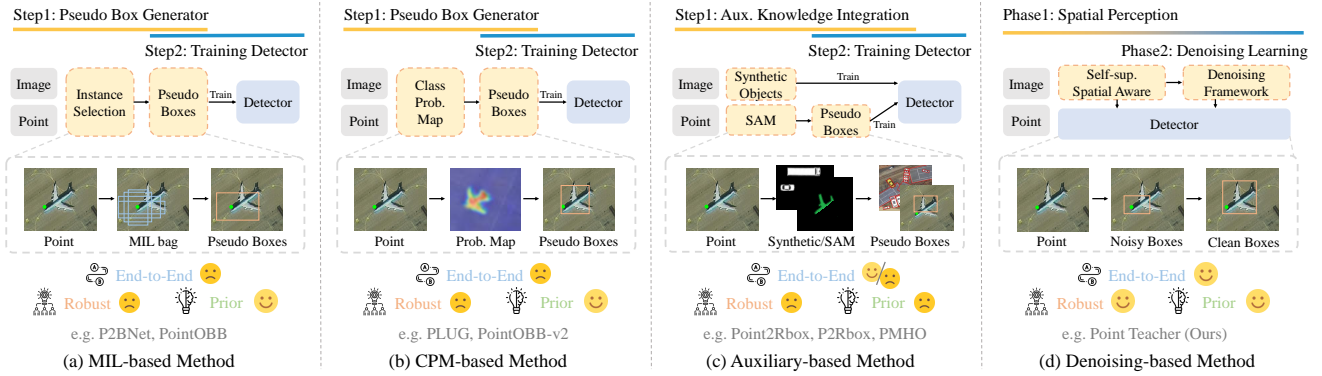 Step1: Pseudo Box Generator
Step2: Training Detector
Image
Point
Instance
Selection
Pseudo
Boxes
Train
Detector
Point
MIL bag
Pseudo Boxes
A
B
End-to-End
Robust
Prior
e.g. P2BNet, PointOBB
(a) MIL-based Method
Step1: Pseudo Box Generator
Step2: Training Detector
Image
Point
Class
Prob.
Map
Pseudo
Boxes
Train
Detector
Point
Prob. Map
Pseudo Boxes
A
B
End-to-End
Robust
Prior
e.g. PLUG, PointOBB-v2
(b) CPM-based Method
Step1: Aux. Knowledge Integration
Step2: Training Detector
Image
Point
Synthetic
Objects
Train
SAM
Pseudo
Boxes
Train
Detector
Point
Synthetic/SAM
Pseudo Boxes
A
B
End-to-End
Robust
Prior
e.g. Point2Rbox, P2Rbox, PMHO
(c) Auxiliary-based Method
Phase1: Spatial Perception
Phase2: Denoising Learning
Image
Point
Self-sup.
Spatial Aware
Denoising
Framework
Detector
Point
Noisy Boxes
Clean Boxes
A
B
End-to-End
Robust
Prior
e.g. Point Teacher (Ours)
(d) Denoising-based Method